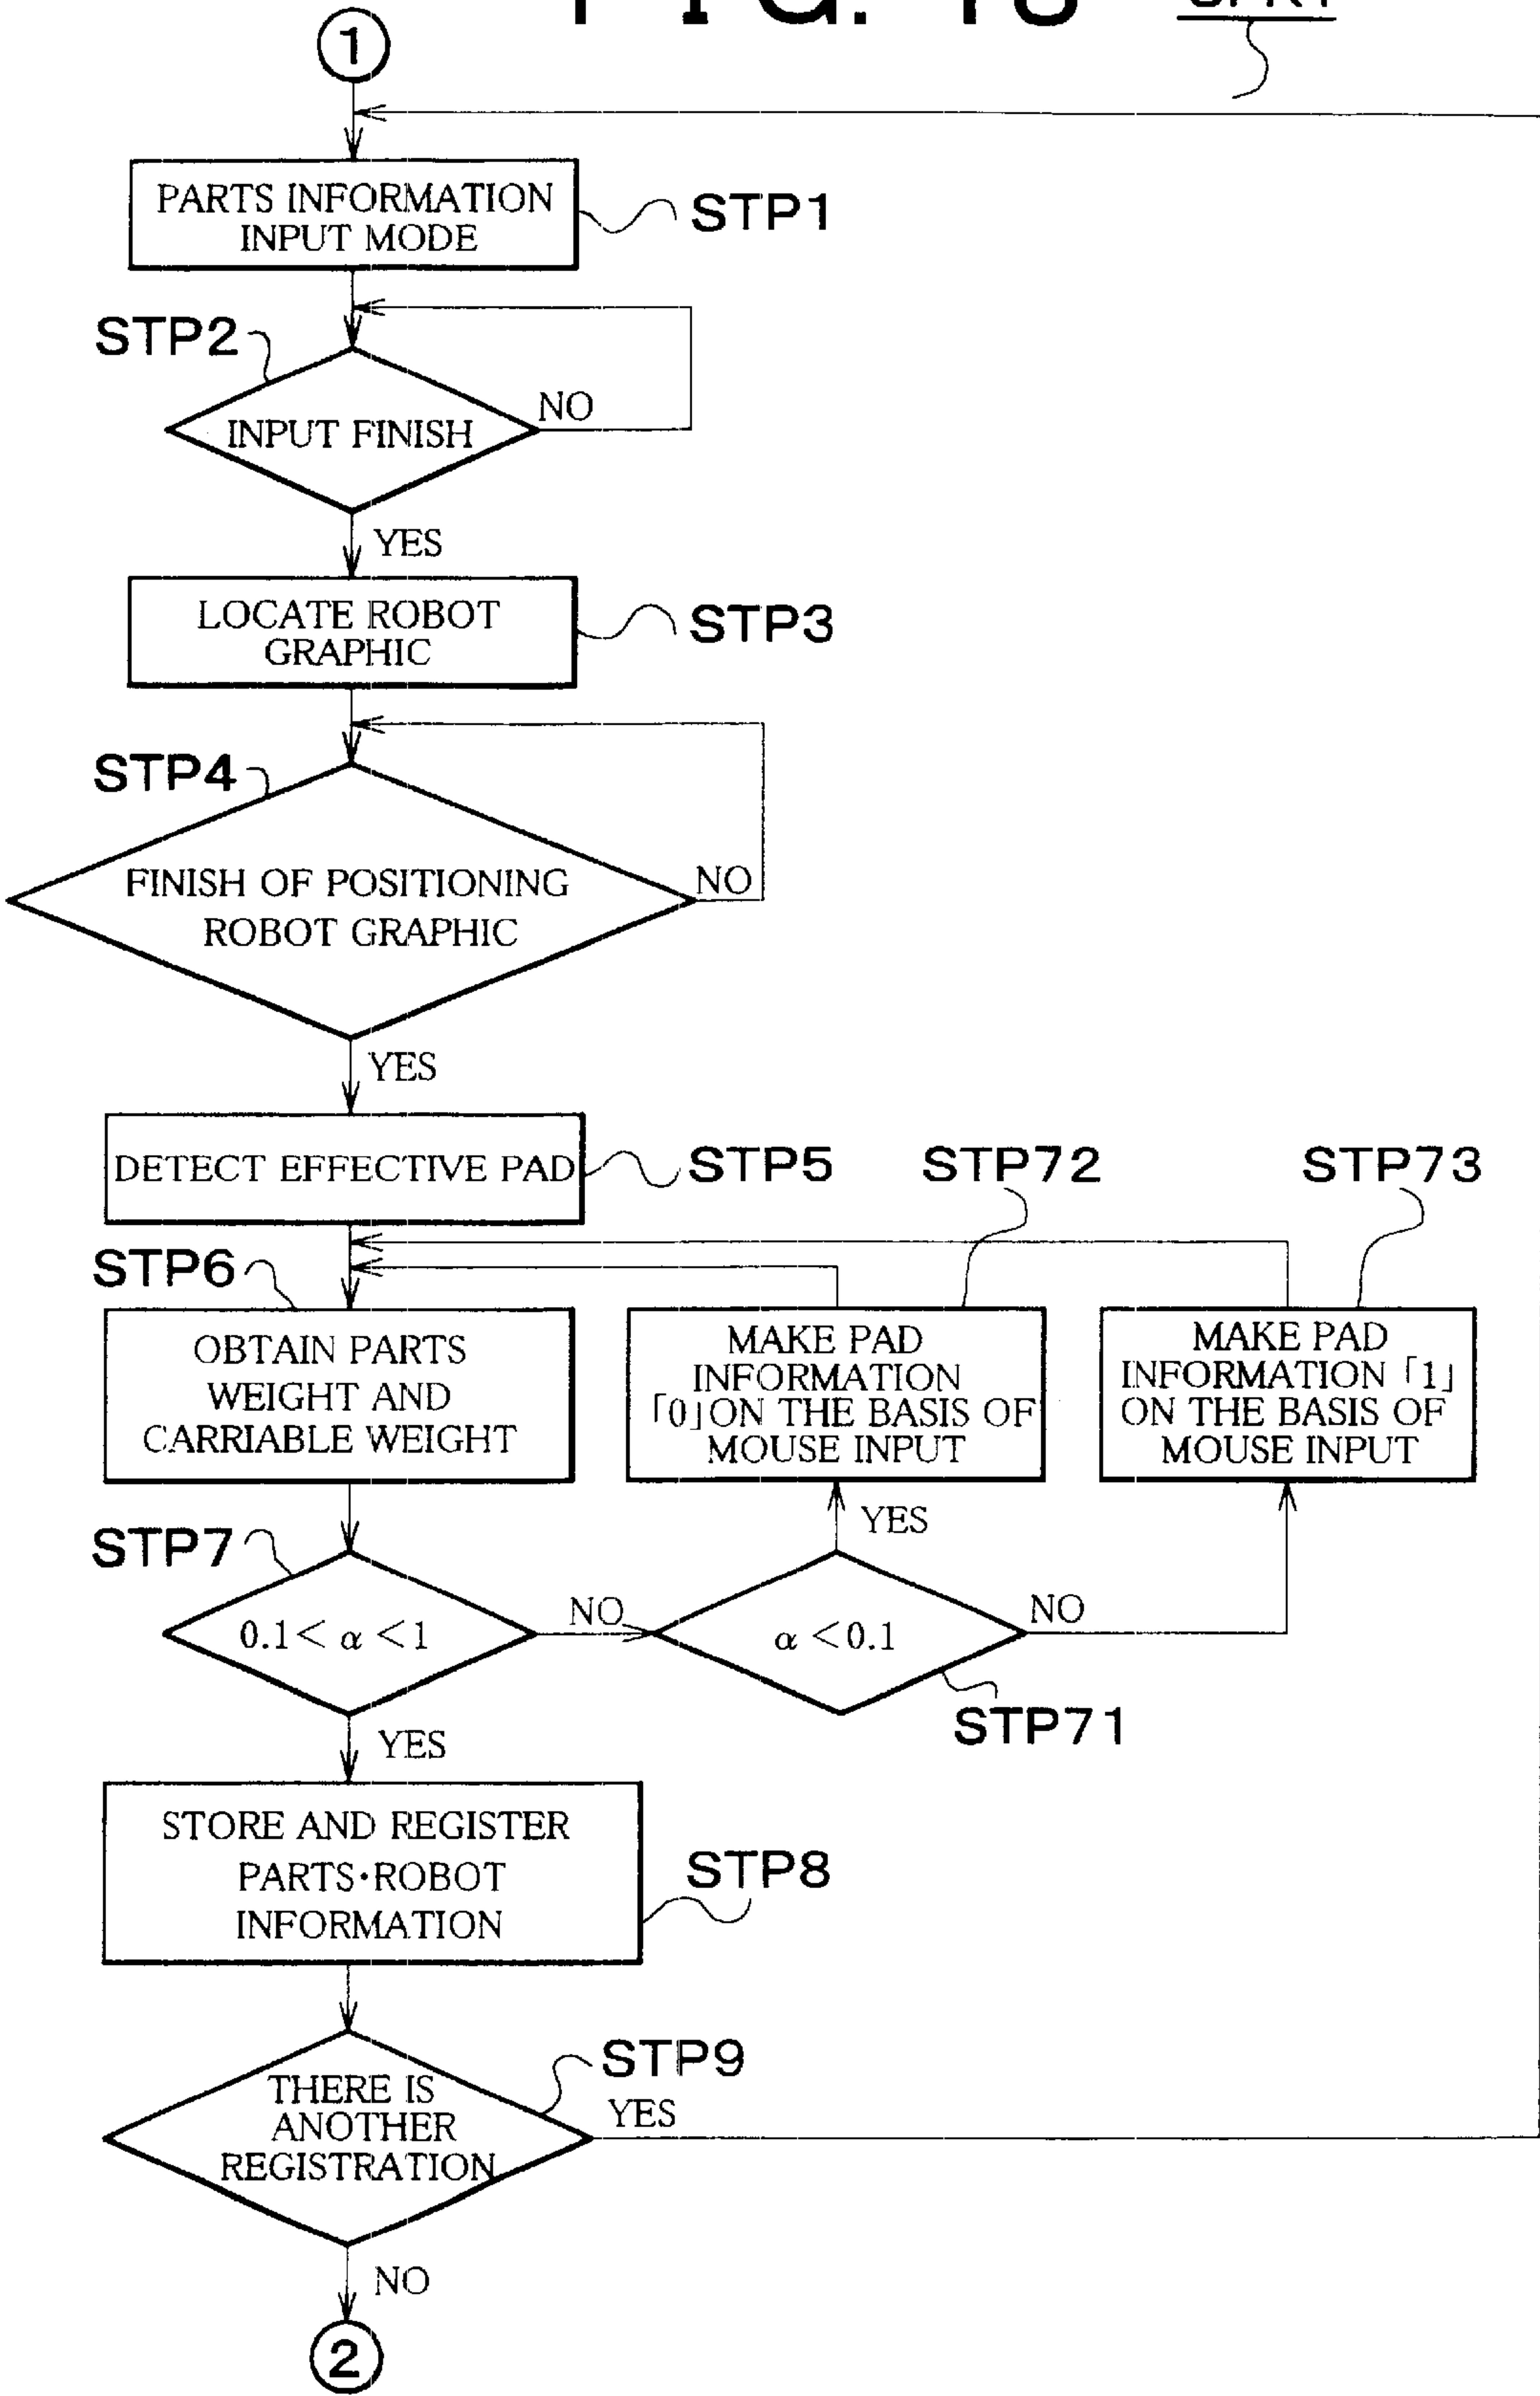 ①
PARTS INFORMATION
INPUT MODE
STP1
STP2
INPUT FINISH
NO
YES
LOCATE ROBOT
GRAPHIC
STP3
STP4
FINISH OF POSITIONING
ROBOT GRAPHIC
NO
YES
DETECT EFFECTIVE PAD
STP5
STP72
STP73
STP6
OBTAIN PARTS
WEIGHT AND
CARRIABLE WEIGHT
MAKE PAD
INFORMATION
「0」ON THE BASIS OF
MOUSE INPUT
MAKE PAD
INFORMATION「1」
ON THE BASIS OF
MOUSE INPUT
STP7
0.1< α <1
NO
YES
α <0.1
NO
STP71
YES
STORE AND REGISTER
PARTS·ROBOT
INFORMATION
STP8
STP9
THERE IS
ANOTHER
REGISTRATION
YES
NO
②